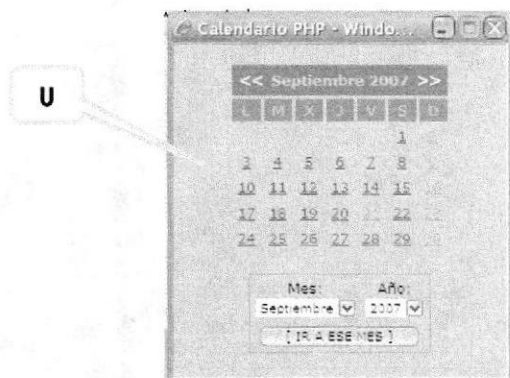 Calendario PHP - Windo...
<< Septiembre 2007 >>
L M X J V S D
U
1
3 4 5 6 7 8
10 11 12 13 14 15
17 18 19 20 22
24 25 26 27 28 29
Mes: Año:
Septiembre 2007
[ IR A ESE MES ]